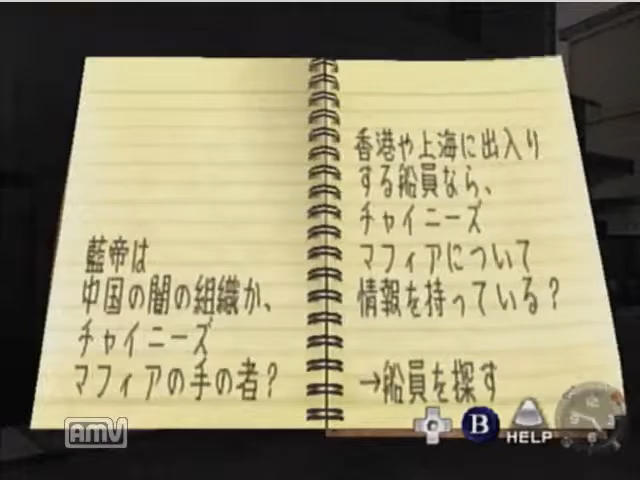 藍帝は
中国の闇の組織か、
チャイニーズ
マフィアの手の者？
香港や上海に出入り
する船員なら、
チャイニーズ
マフィアについて
情報を持っている？
→船員を探す
B
HELP
AMV